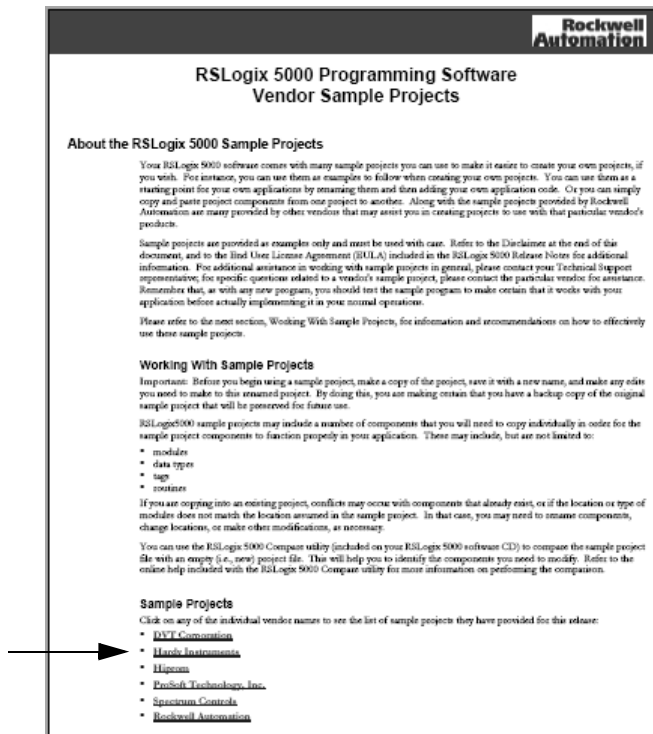 Rockwell
Automation
RSLogix 5000 Programming Software
Vendor Sample Projects
About the RSLogix 5000 Sample Projects
Your RSLogix 5000 software comes with many sample projects you can use to make it easier to create your own projects, if
you wish. For instance, you can use them as examples to follow when creating your own projects. You can use them as a
starting point for your own applications by renaming them and then adding your own application code. Or you can simply
copy and paste project components from one project to another. Along with the sample projects provided by Rockwell
Automation are many provided by other vendors that may assist you in creating projects to use with that particular vendor's
products.
Sample projects are provided as examples only and must be used with care. Refer to the Disclaimer at the end of this
document, and to the End User License Agreement (EULA) included in the RSLogix 5000 Release Notes for additional
information. For additional assistance in working with sample projects in general, please contact your Technical Support
representative; for specific questions related to a vendor's sample project, please contact the particular vendor for assistance.
Remember that, as with any new program, you should test the sample program to make certain that it works with your
application before actually implementing it in your normal operations.
Please refer to the next section, Working With Sample Projects, for information and recommendations on how to effectively
use these sample projects.
Working With Sample Projects
Important: Before you begin using a sample project, make a copy of the project, save it with a new name, and make any edits
you need to make to this renamed project. By doing this, you are making certain that you have a backup copy of the original
sample project that will be preserved for future use.
RSLogix5000 sample projects may include a number of components that you will need to copy individually in order for the
sample project components to function properly in your application. These may include, but are not limited to:
• modules
• data types
• tags
• routines
If you are copying into an existing project, conflicts may occur with components that already exist, or if the location or type of
modules does not match the location assumed in the sample project. In that case, you may need to rename components,
change locations, or make other modifications, as necessary.
You can use the RSLogix 5000 Compare utility (included on your RSLogix 5000 software CD) to compare the sample project
file with an empty (i.e., new) project file. This will help you to identify the components you need to modify. Refer to the
online help included with the RSLogix 5000 Compare utility for more information on performing the comparison.
Sample Projects
Click on any of the individual vendor names to see the list of sample projects they have provided for this release:
• DVT Corporation
• Hardy Instruments
• Hiprom
• ProSoft Technology, Inc.
• Spectrum Controls
• Rockwell Automation